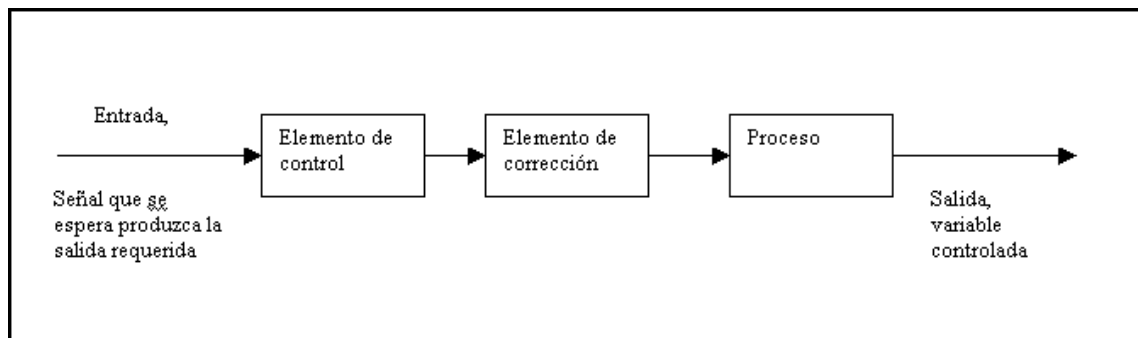 Entrada,
Señal que se
espera produzca la
salida requerida
Elemento de
control
Elemento de
corrección
Proceso
Salida,
variable
controlada